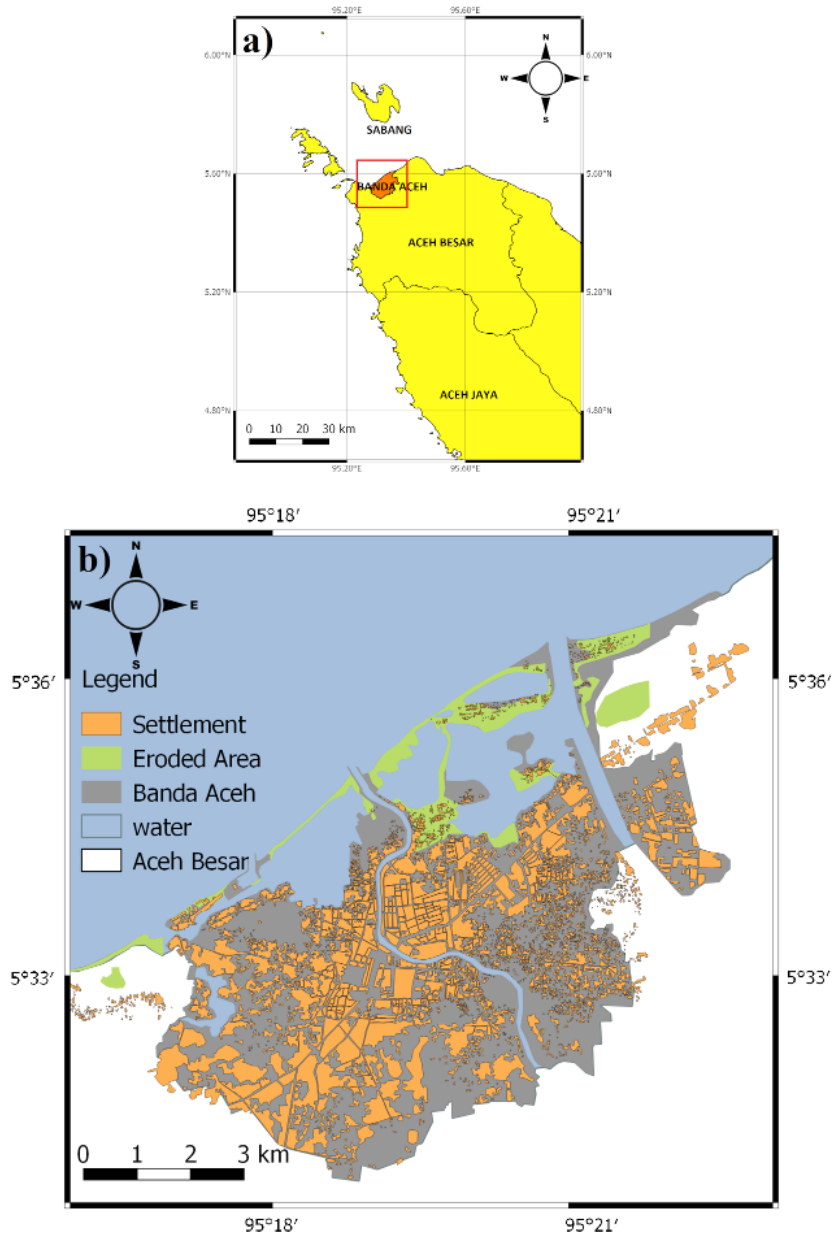 95.20°E 95.60°E
a)
N
W E
S
6.00°N 6.00°N
SABANG
5.60°N 5.60°N
BANDA ACEH
ACEH BESAR
5.20°N 5.20°N
ACEH JAYA
4.80°N 4.80°N
0 10 20 30 km
95.20°E 95.60°E
95°18′ 95°21′
b)
N
W E
S
5°36′ 5°36′
Legend
Settlement
Eroded Area
Banda Aceh
water
Aceh Besar
5°33′ 5°33′
0 1 2 3 km
95°18′ 95°21′